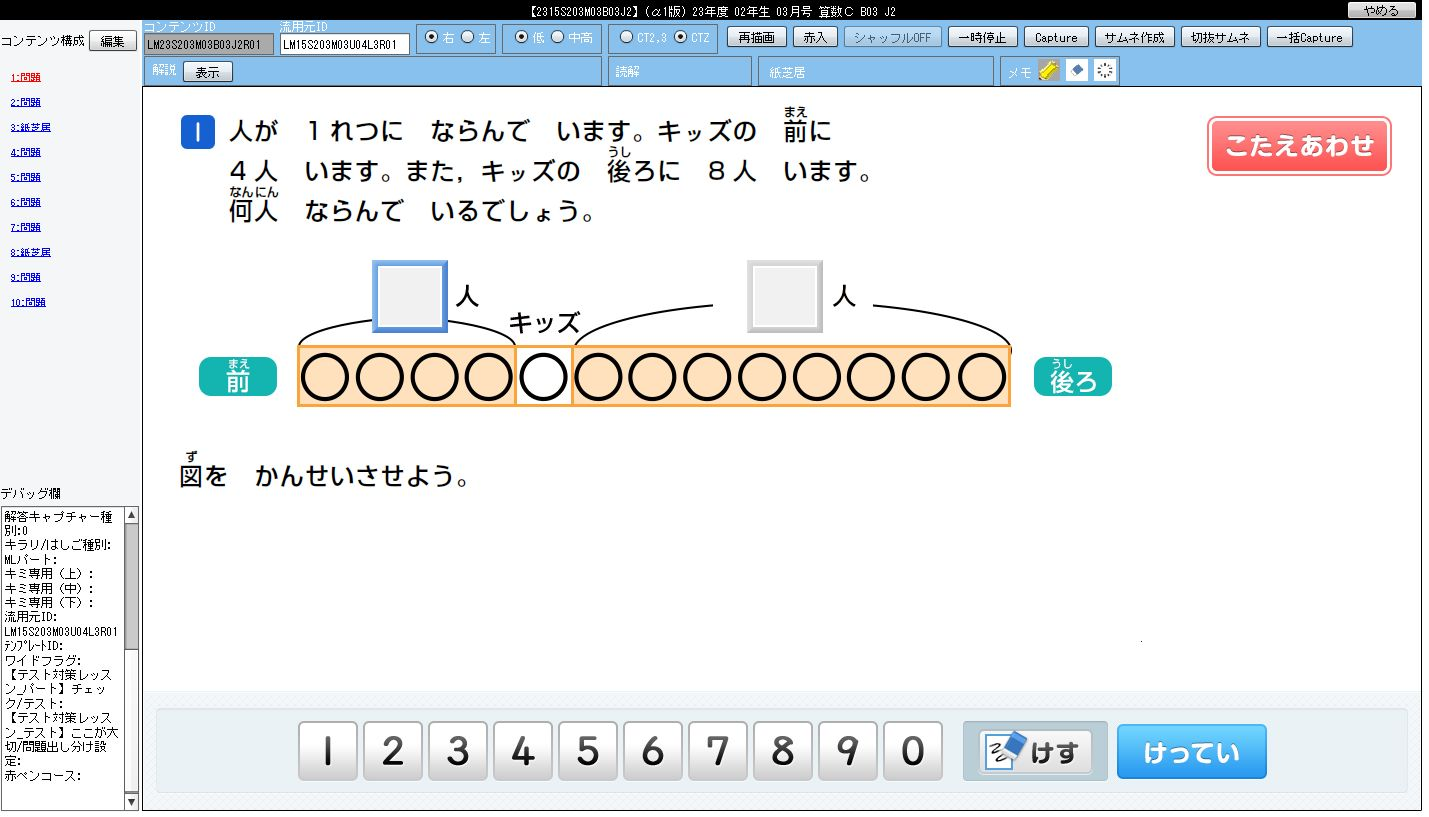 【2315S203M03B03J2】(α1版) 23年度 02年生 03月号 算数C B03 J2
やめる
コンテンツ構成 編集
コンテンツID 流用元ID
LM23S203M03B03J2R01 LM15S203M03U04L3R01
右 左 低 中高 CT2,3 CTZ
再描画 赤入 シャッフルOFF 一時停止 Capture サムネ作成 切抜サムネ 一括Capture
解説 表示 読解 紙芝居 メモ
1:問題
2:問題
3:紙芝居
4:問題
5:問題
6:問題
7:問題
8:紙芝居
9:問題
10:問題
デバッグ欄
解答キャプチャー種
別:0
キラリ/はしご種別:
MLパート:
キミ専用（上）:
キミ専用（中）:
キミ専用（下）:
流用元ID:
LM15S203M03U04L3R01
ﾃﾝﾌﾟﾚｰﾄID:
ワイドフラグ:
【テスト対策レッス
ン_パート】チェッ
ク/テスト:
【テスト対策レッス
ン_テスト】ここが大
切/問題出し分け設
定:
赤ペンコース:
まえ
1 人が 1れつに ならんで います。キッズの 前に
うし
4人 います。また，キッズの 後ろに 8人 います。
なんにん
何人 ならんで いるでしょう。
こたえあわせ
人 人
キッズ
まえ
前
うし
後ろ
ず
図を かんせいさせよう。
1 2 3 4 5 6 7 8 9 0 けす けってい